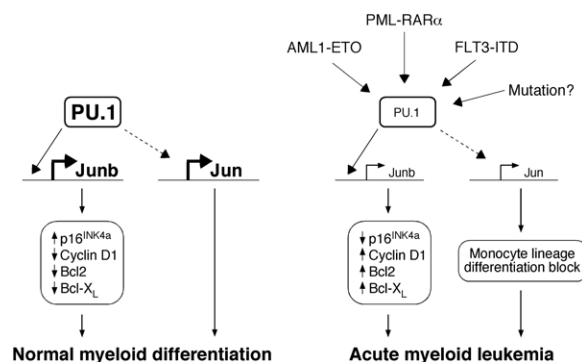 PML-RARα
AML1-ETO
FLT3-ITD
PU.1
PU.1
Mutation?
Junb
Jun
Junb
Jun
p16INK4a
Cyclin D1
Bcl2
Bcl-XL
p16INK4a
Cyclin D1
Bcl2
Bcl-XL
Monocyte lineage
differentiation block
Normal myeloid differentiation
Acute myeloid leukemia